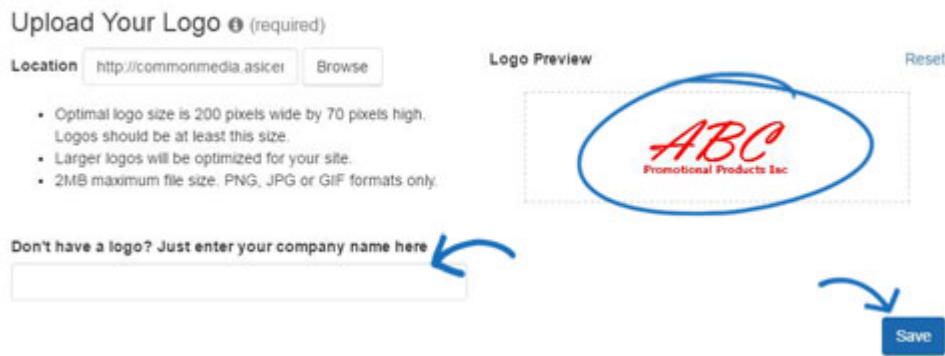 Upload Your Logo (required)
Location http://commonmedia.asicer Browse
Optimal logo size is 200 pixels wide by 70 pixels high.
Logos should be at least this size.
Larger logos will be optimized for your site.
2MB maximum file size. PNG, JPG or GIF formats only.
Don't have a logo? Just enter your company name here
Logo Preview Reset
ABC
Promotional Products Inc
Save